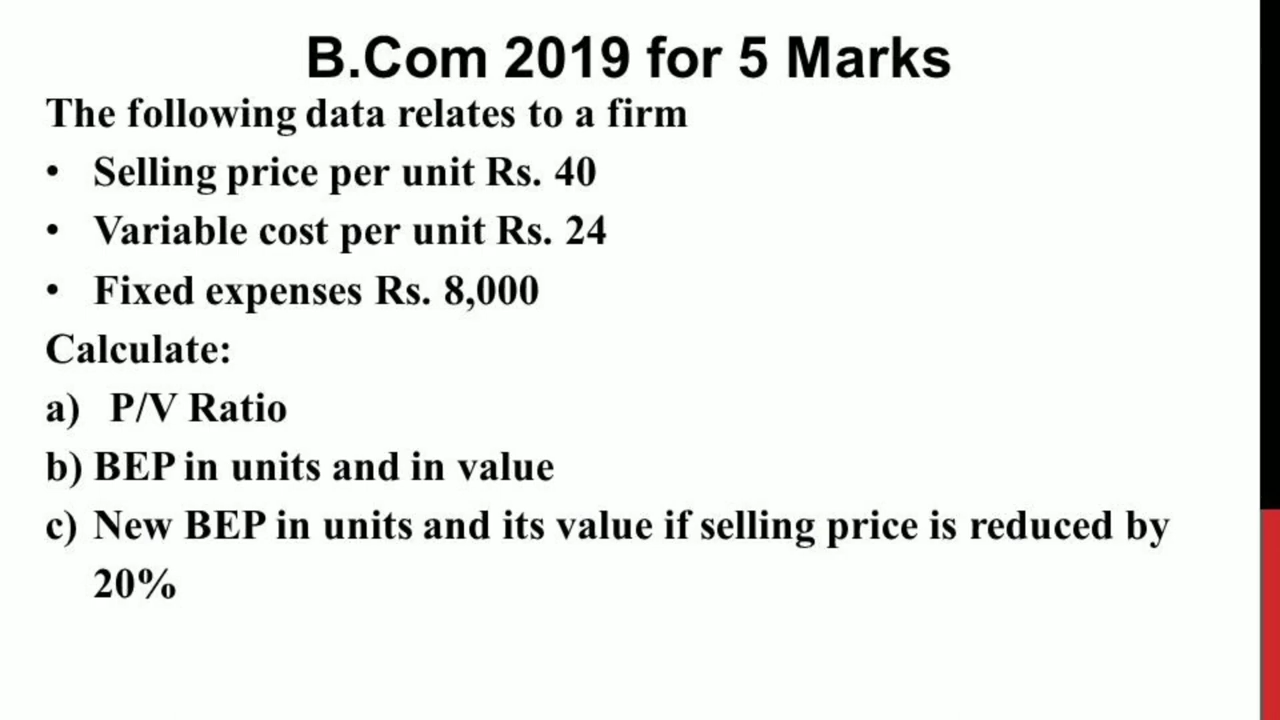 B.Com 2019 for 5 Marks
The following data relates to a firm
• Selling price per unit Rs. 40
• Variable cost per unit Rs. 24
• Fixed expenses Rs. 8,000
Calculate:
a) P/V Ratio
b) BEP in units and in value
c) New BEP in units and its value if selling price is reduced by
20%